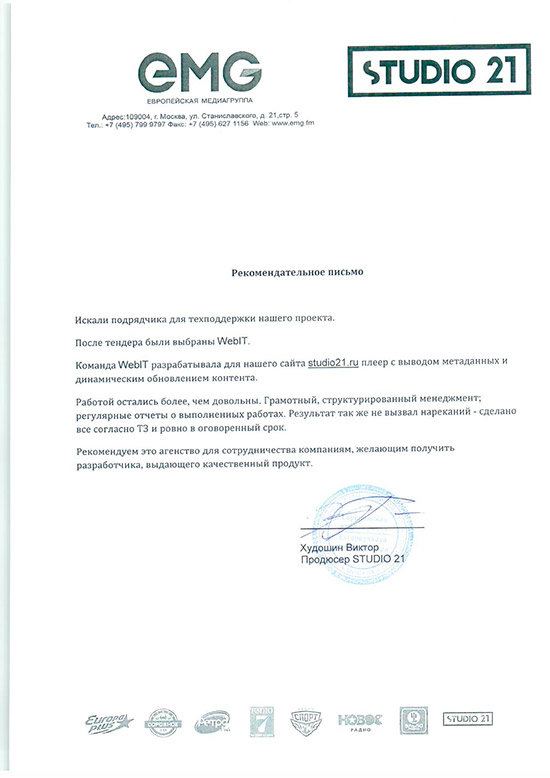 emg
STUDIO 21
ЕВРОПЕЙСКАЯ МЕДИАГРУППА
Адрес:109004, г. Москва, ул. Станиславского, д. 21,стр. 5
Тел.: +7 (495) 799 9797 Факс: +7 (495) 627 1156 Web: www.emg.fm
Рекомендательное письмо
Искали подрядчика для техподдержки нашего проекта.
После тендера были выбраны WebIT.
Команда WebIT разрабатывала для нашего сайта studio21.ru плеер с выводом метаданных и
динамическим обновлением контента.
Работой остались более, чем довольны. Грамотный, структурированный менеджмент;
регулярные отчеты о выполненных работах. Результат так же не вызвал нареканий - сделано
все согласно ТЗ и ровно в оговоренный срок.
Рекомендуем это агенство для сотрудничества компаниям, желающим получить
разработчика, выдающего качественный продукт.
Худошин Виктор
Продюсер STUDIO 21
Европа plus
Ретро FM
7
СПОРТ
НОВОЕ
РАДИО
STUDIO 21